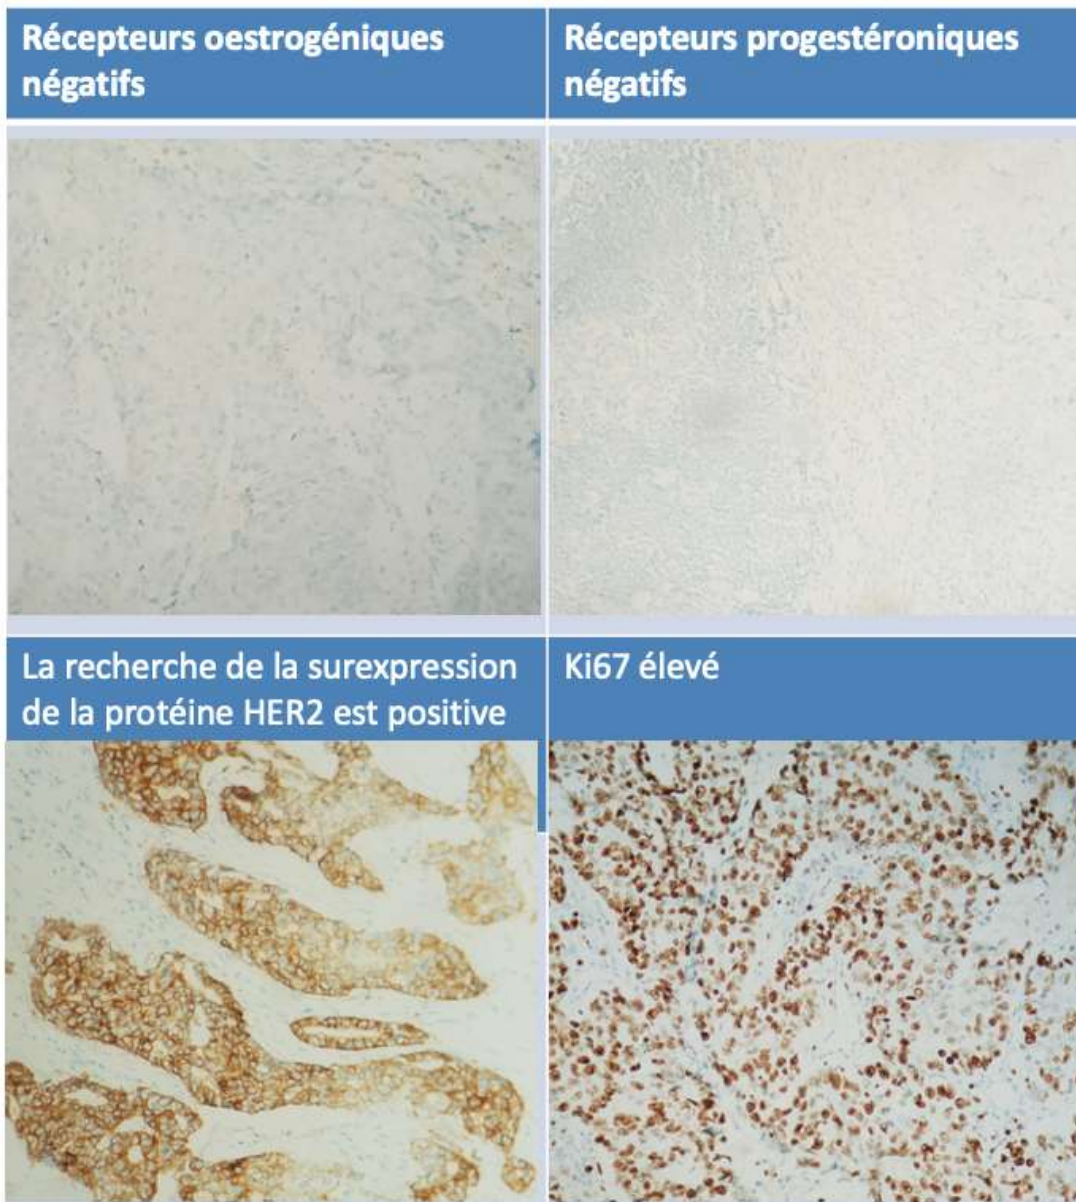 Récepteurs oestrogéniques
négatifs
Récepteurs progestéroniques
négatifs
La recherche de la surexpression
de la protéine HER2 est positive
Ki67 élevé